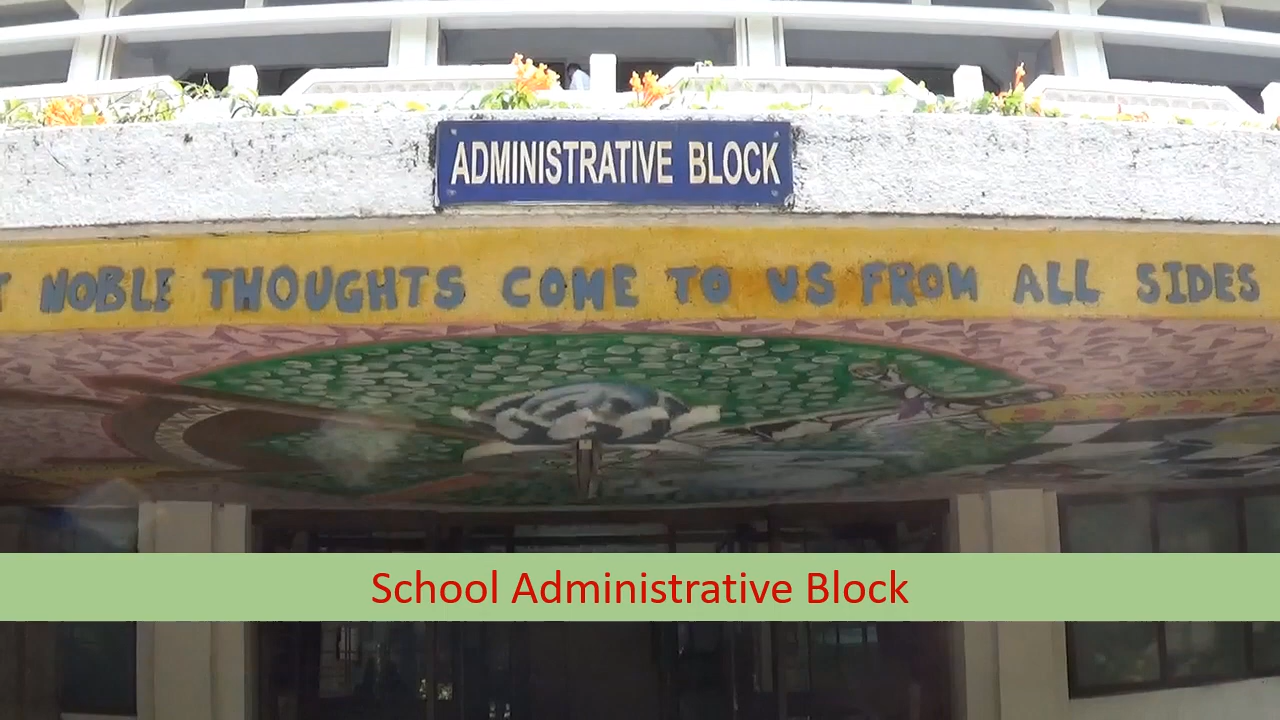 ADMINISTRATIVE BLOCK
NOBLE THOUGHTS COME TO US FROM ALL SIDES
School Administrative Block